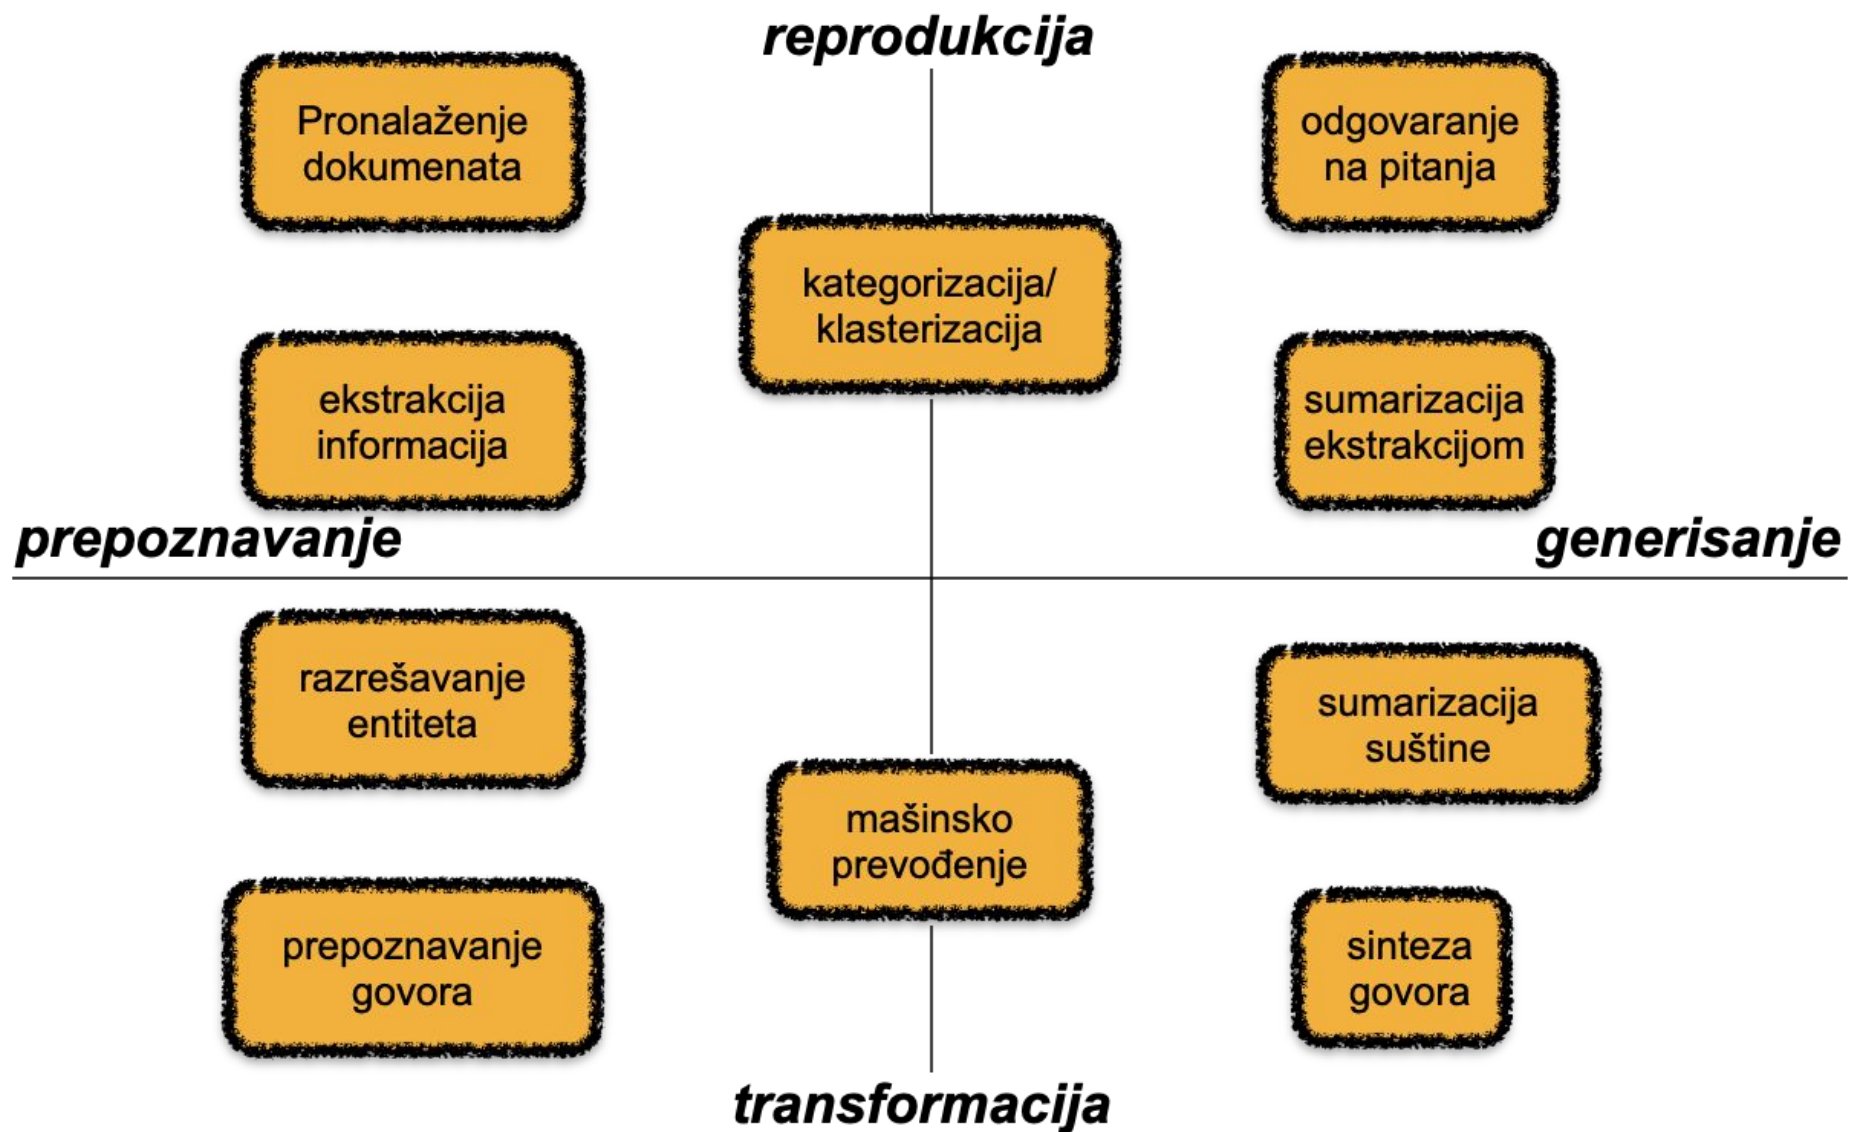 reprodukcija
Pronalaženje
dokumenata
odgovaranje
na pitanja
kategorizacija/
klasterizacija
ekstrakcija
informacija
sumarizacija
ekstrakcijom
prepoznavanje
generisanje
razrešavanje
entiteta
sumarizacija
suštine
mašinsko
prevođenje
prepoznavanje
govora
sinteza
govora
transformacija